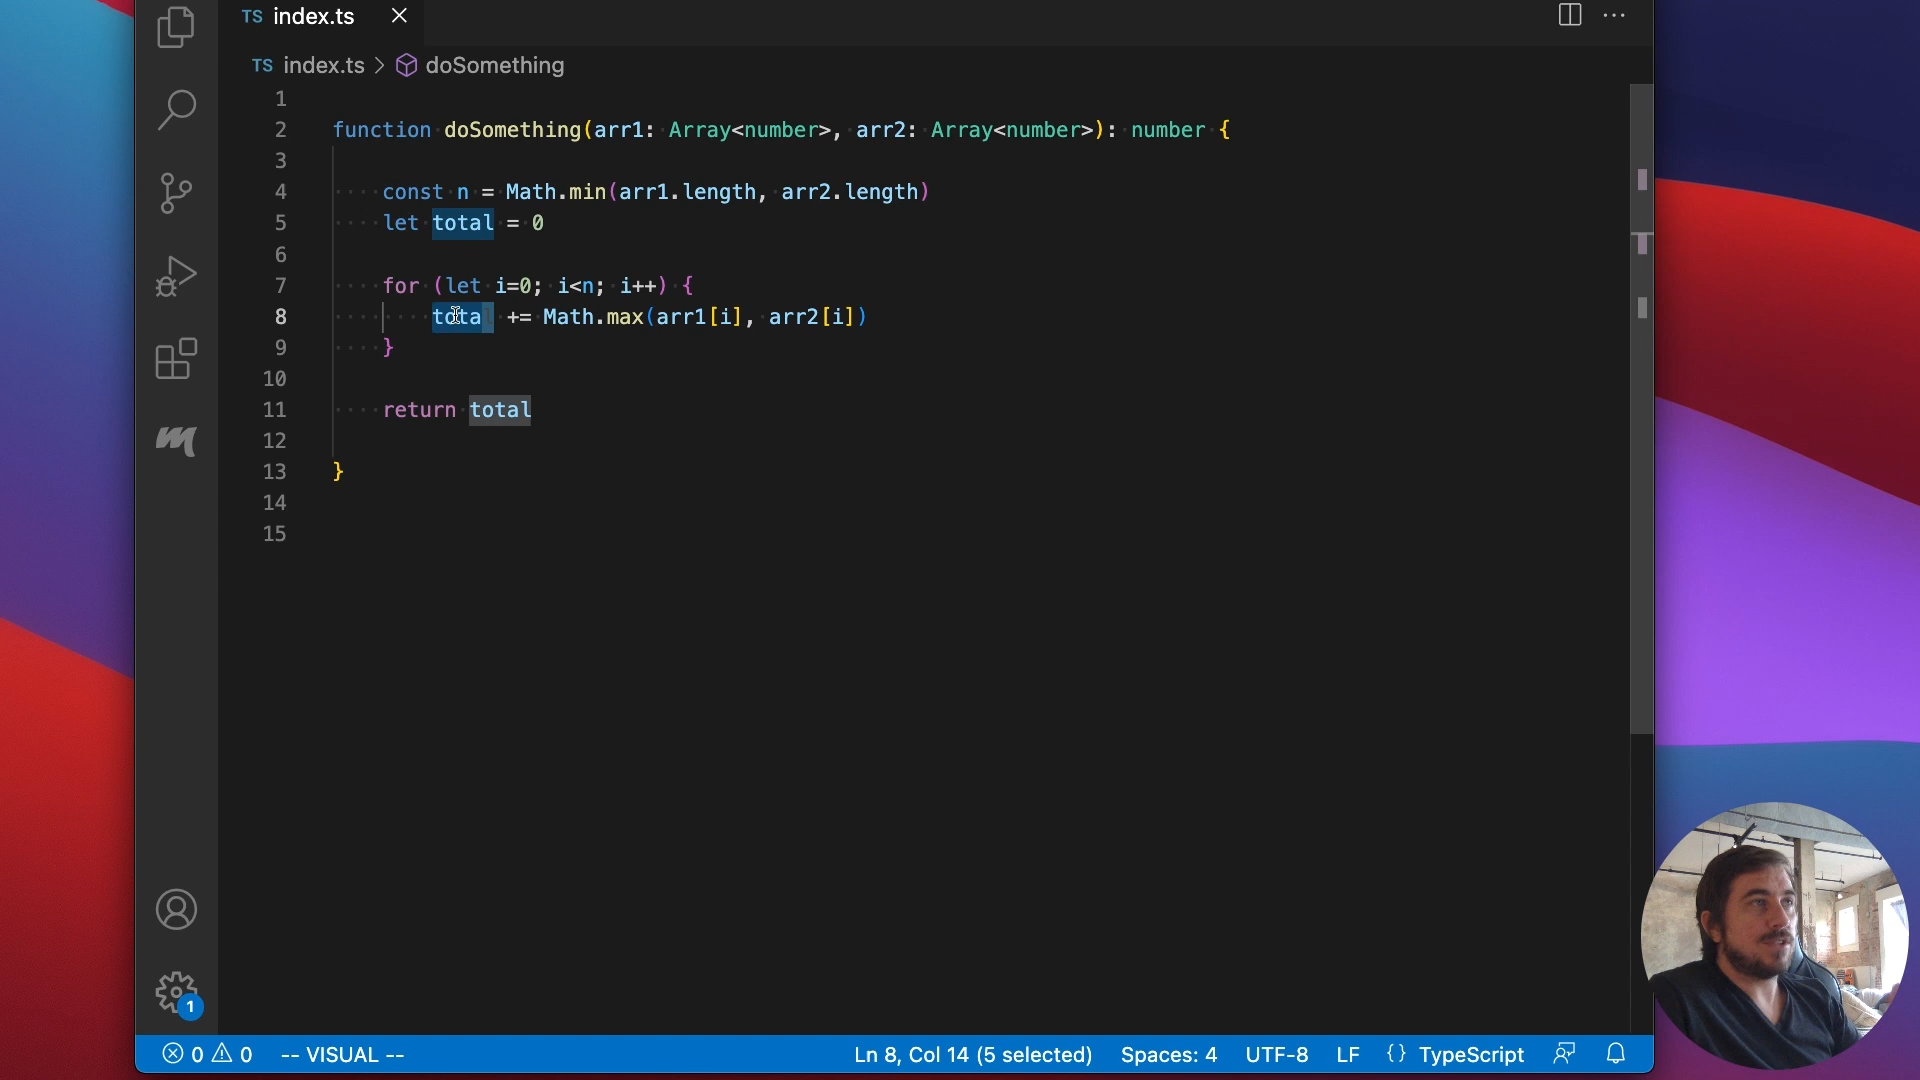 TS index.ts
TS index.ts > doSomething
1
2 function doSomething(arr1: Array<number>, arr2: Array<number>): number {
3
4 const n = Math.min(arr1.length, arr2.length)
5 let total = 0
6
7 for (let i=0; i<n; i++) {
8 total += Math.max(arr1[i], arr2[i])
9 }
10
11 return total
12
13 }
14
15
1
0 0 -- VISUAL -- Ln 8, Col 14 (5 selected) Spaces: 4 UTF-8 LF {} TypeScript